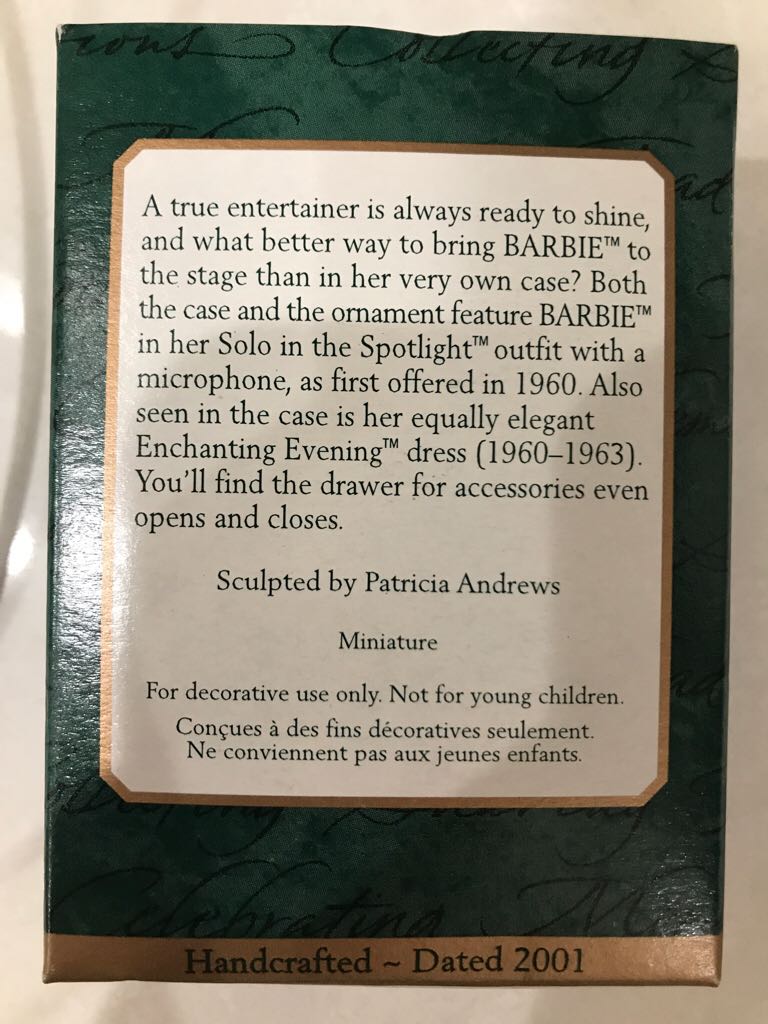 Collecting
A true entertainer is always ready to shine,
and what better way to bring BARBIE™ to
the stage than in her very own case? Both
the case and the ornament feature BARBIE™
in her Solo in the Spotlight™ outfit with a
microphone, as first offered in 1960. Also
seen in the case is her equally elegant
Enchanting Evening™ dress (1960–1963).
You'll find the drawer for accessories even
opens and closes.
Sculpted by Patricia Andrews
Miniature
For decorative use only. Not for young children.
Conçues à des fins décoratives seulement.
Ne conviennent pas aux jeunes enfants.
Celebrating
Handcrafted ~ Dated 2001